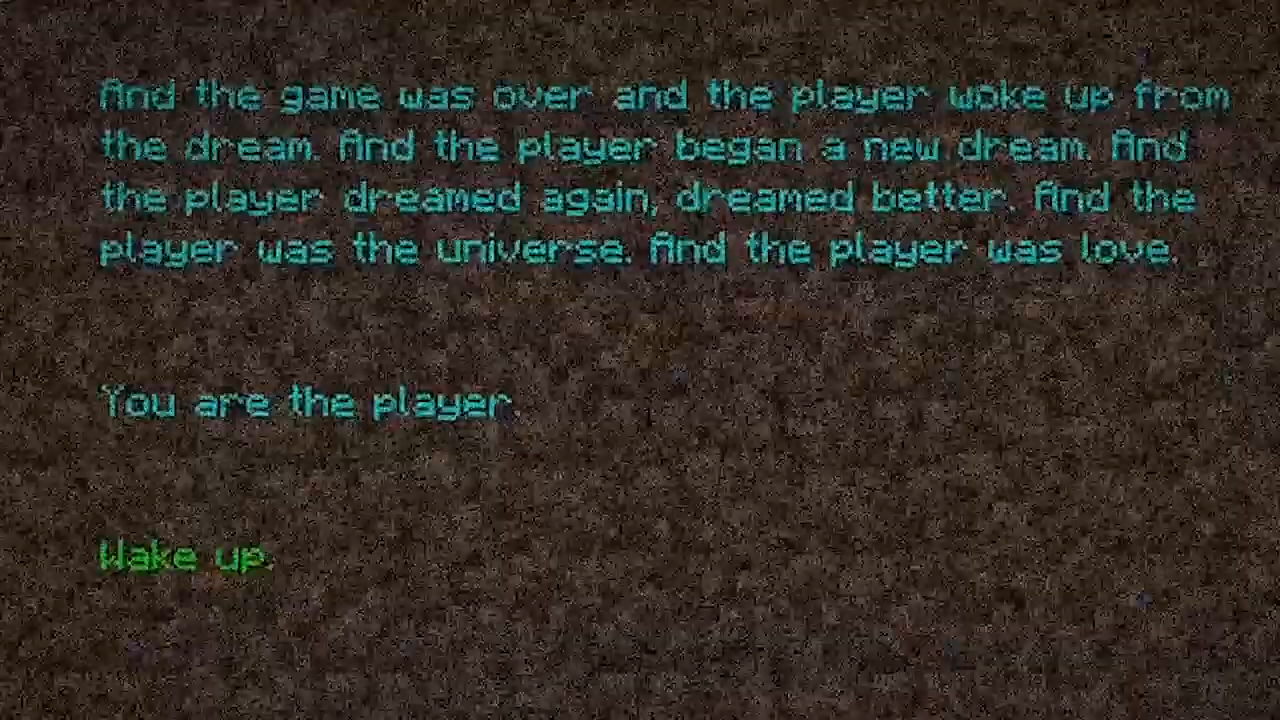 And the game was over and the player woke up from
the dream. And the player began a new dream. And
the player dreamed again, dreamed better. And the
player was the universe. And the player was love.
You are the player.
Wake up.